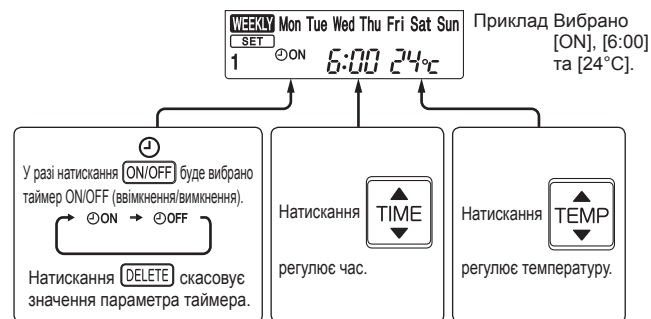 WEEKLY Mon Tue Wed Thu Fri Sat Sun
SET
1 ON 6:00 24°C
Приклад Вибрано
[ON], [6:00]
та [24°C].
У разі натискання ON/OFF буде вибрано
таймер ON/OFF (ввімкнення/вимкнення).
ON → OFF
Натискання DELETE скасовує
значення параметра таймера.
Натискання TIME
регулює час.
Натискання TEMP
регулює температуру.